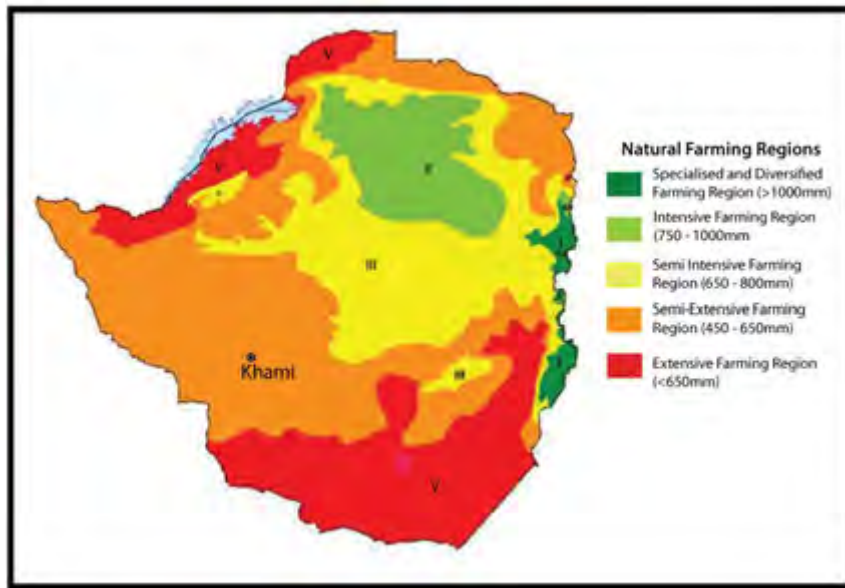 V
V
II
III
Khami
III
V
I
I
Natural Farming Regions
Specialised and Diversified
Farming Region (>1000mm)
Intensive Farming Region
(750 - 1000mm
Semi Intensive Farming
Region (650 - 800mm)
Semi-Extensive Farming
Region (450 - 650mm)
Extensive Farming Region
(<650mm)